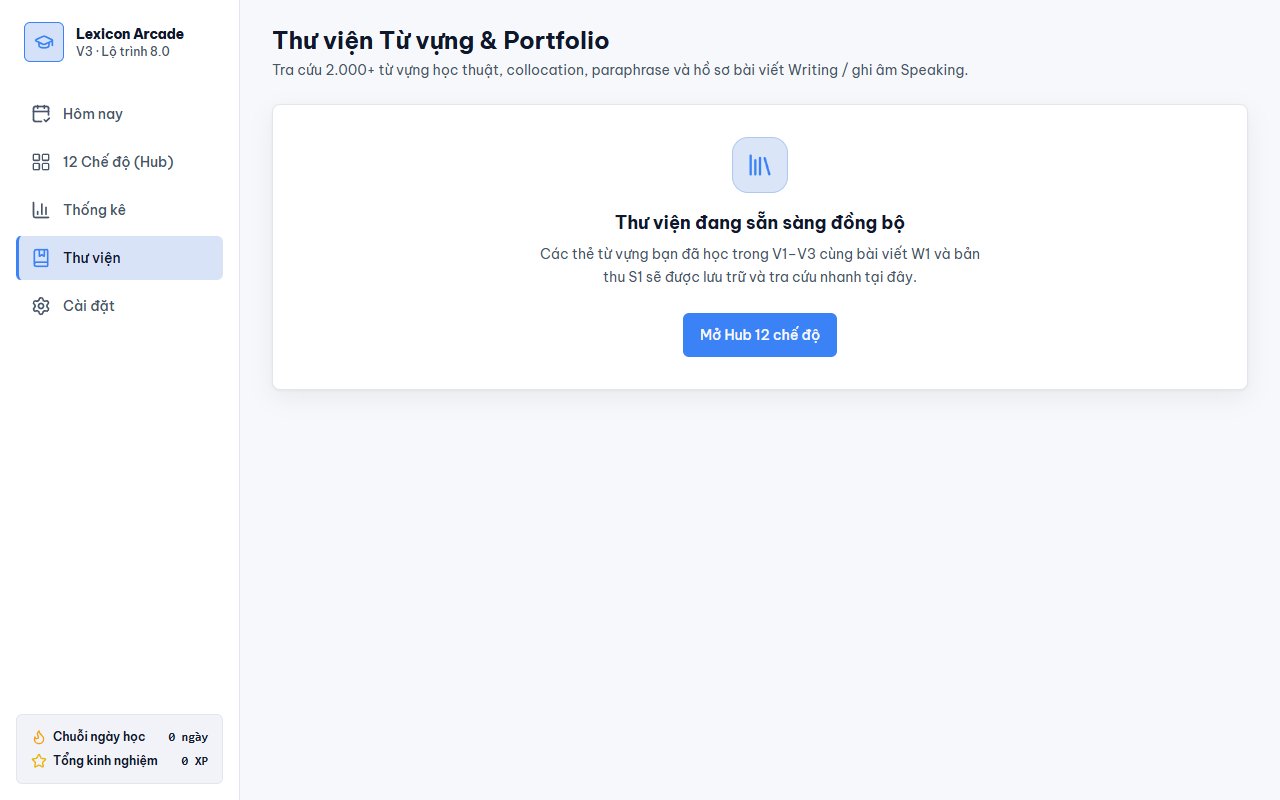 Lexicon Arcade
V3 · Lộ trình 8.0
Hôm nay
12 Chế độ (Hub)
Thống kê
Thư viện
Cài đặt
Chuỗi ngày học 0 ngày
Tổng kinh nghiệm 0 XP
Thư viện Từ vựng & Portfolio
Tra cứu 2.000+ từ vựng học thuật, collocation, paraphrase và hồ sơ bài viết Writing / ghi âm Speaking.
Thư viện đang sẵn sàng đồng bộ
Các thẻ từ vựng bạn đã học trong V1–V3 cùng bài viết W1 và bản
thu S1 sẽ được lưu trữ và tra cứu nhanh tại đây.
Mở Hub 12 chế độ